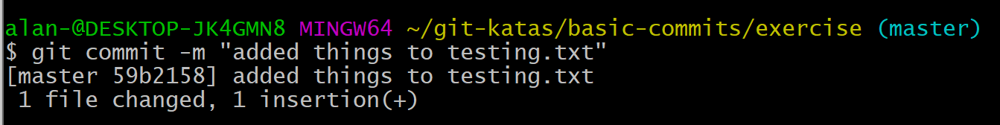 alan-@DESKTOP-JK4GMN8 MINGW64 ~/git-katas/basic-commits/exercise (master)
$ git commit -m "added things to testing.txt"
[master 59b2158] added things to testing.txt
 1 file changed, 1 insertion(+)